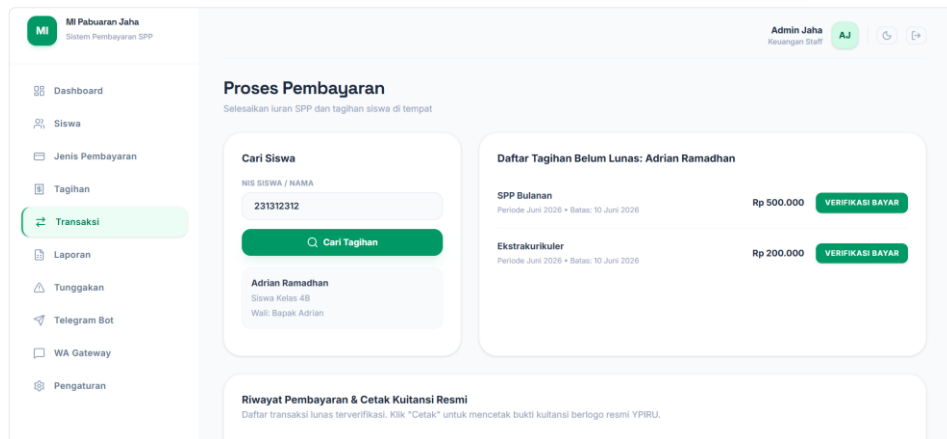 MI
MI Pabuaran Jaha
Sistem Pembayaran SPP
Admin Jaha
Keuangan Staff
AJ
Dashboard
Siswa
Jenis Pembayaran
Tagihan
Transaksi
Laporan
Tunggakan
Telegram Bot
WA Gateway
Pengaturan
Proses Pembayaran
Selesaikan iuran SPP dan tagihan siswa di tempat
Cari Siswa
NIS SISWA / NAMA
231312312
Cari Tagihan
Adrian Ramadhan
Siswa Kelas 4B
Wali: Bapak Adrian
Daftar Tagihan Belum Lunas: Adrian Ramadhan
SPP Bulanan
Periode Juni 2026 • Batas: 10 Juni 2026
Rp 500.000
VERIFIKASI BAYAR
Ekstrakurikuler
Periode Juni 2026 • Batas: 10 Juni 2026
Rp 200.000
VERIFIKASI BAYAR
Riwayat Pembayaran & Cetak Kuitansi Resmi
Daftar transaksi lunas terverifikasi. Klik "Cetak" untuk mencetak bukti kuitansi berlogo resmi YPIRU.